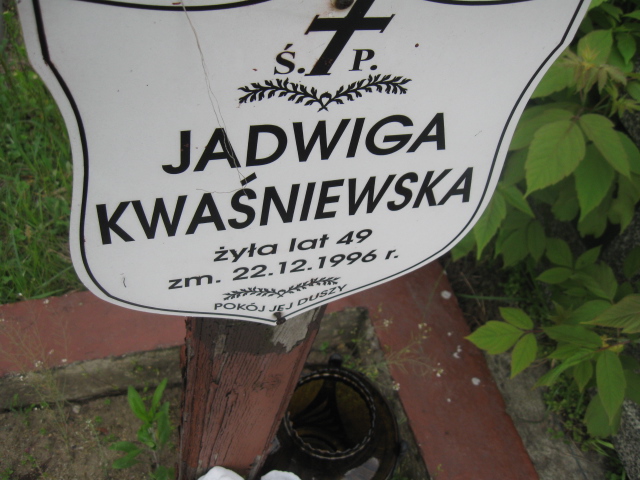 Ś. P.
JADWIGA
KWAŚNIEWSKA
żyła lat 49
zm. 22.12.1996 r.
POKÓJ JEJ DUSZY